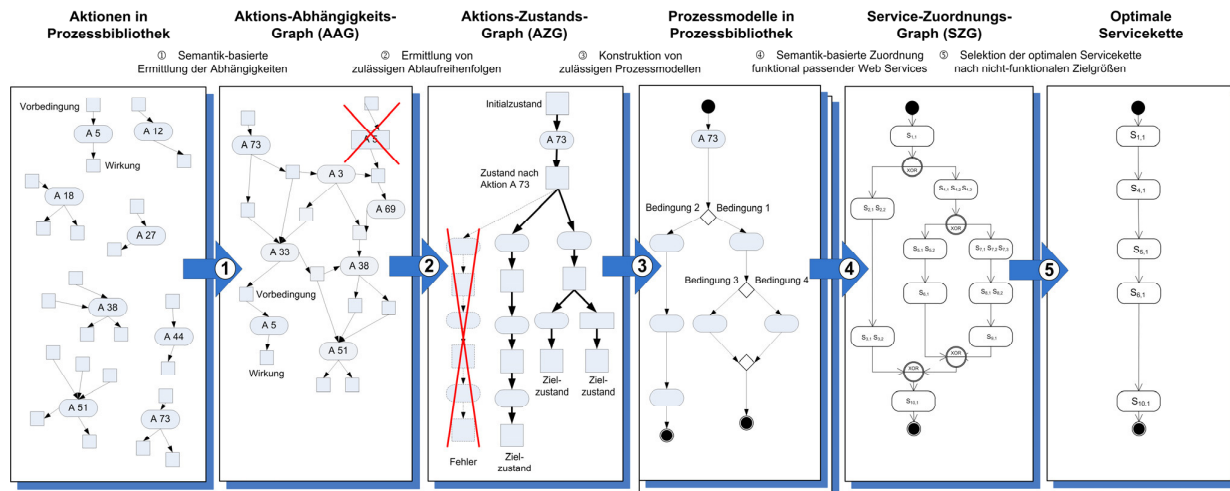 Aktionen in
Prozessbibliothek
Aktions-Abhängigkeits-
Graph (AAG)
Aktions-Zustands-
Graph (AZG)
Prozessmodelle in
Prozessbibliothek
Service-Zuordnungs-
Graph (SZG)
Optimale
Servicekette
① Semantik-basierte
Ermittlung der Abhängigkeiten
② Ermittlung von
zulässigen Ablaufreihenfolgen
③ Konstruktion von
zulässigen Prozessmodellen
④ Semantik-basierte Zuordnung
funktional passender Web Services
⑤ Selektion der optimalen Servicekette
nach nicht-funktionalen Zielgrößen
Vorbedingung
A 5
A 12
Wirkung
A 18
A 27
A 38
A 44
A 51
A 73
1
A 73
A 5
A 3
A 69
A 33
A 38
Vorbedingung
A 5
A 51
Wirkung
2
Initialzustand
A 73
Zustand nach
Aktion A 73
Ziel-
zustand
Ziel-
zustand
Fehler
Ziel-
zustand
3
A 73
Bedingung 2
Bedingung 1
Bedingung 3
Bedingung 4
4
S1,1
XOR
S2,1 S2,2
S4,1, S4,2, S4,3
XOR
S5,1 S5,2
S7,1, S7,2 S7,3
S6,1
S8,1 S8,2
S3,1 S3,2
S9,1
XOR
XOR
S10,1
5
S1,1
S4,1
S5,1
S6,1
S10,1